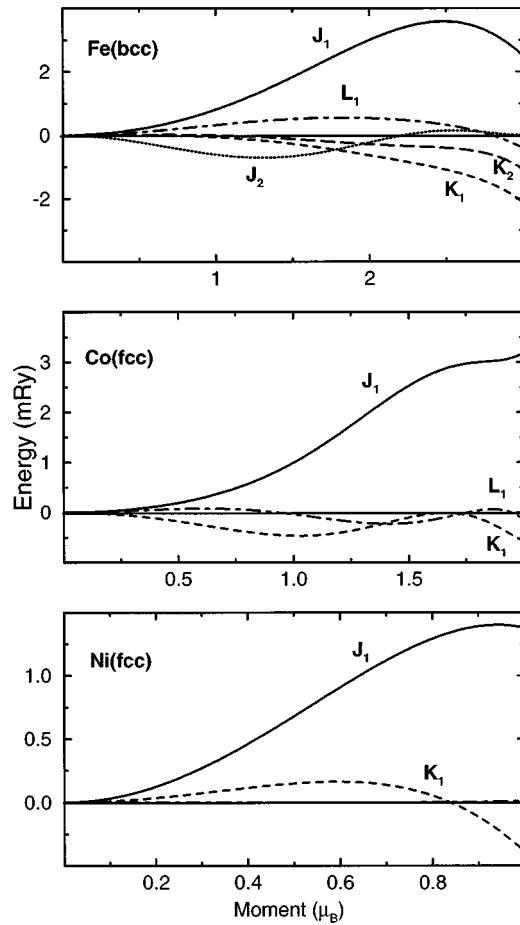 Fe(bcc)
J₁
L₁
J₂
K₂
K₁
2
0
-2
1 2
Co(fcc)
J₁
L₁
K₁
3
2
1
0
0.5 1.0 1.5
Energy (mRy)
Ni(fcc)
J₁
K₁
1.0
0.5
0.0
0.2 0.4 0.6 0.8
Moment (μ_B)